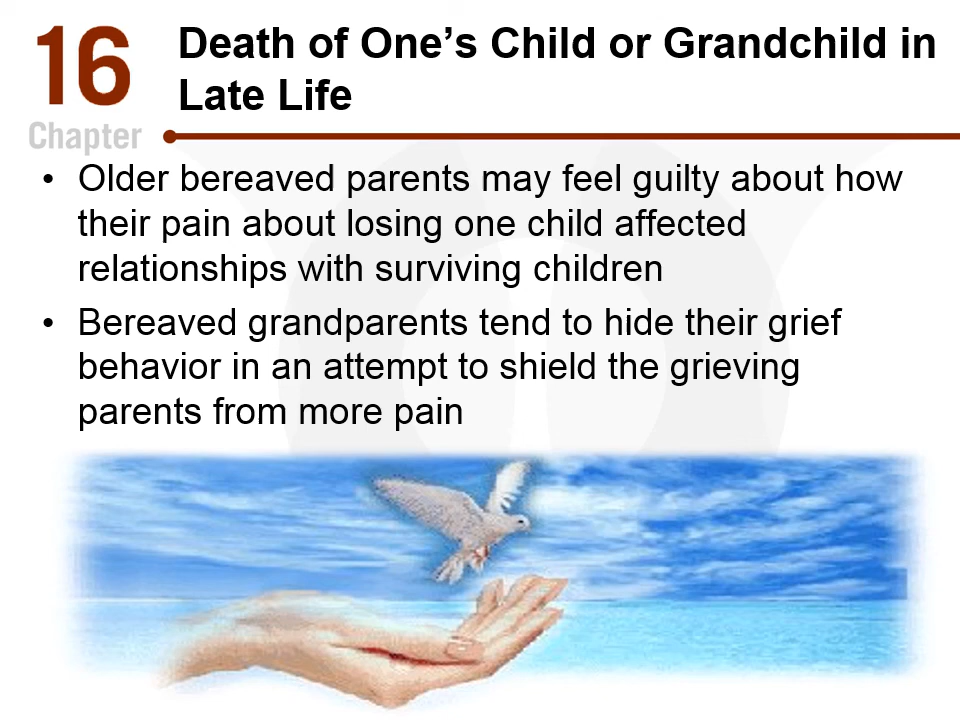 16
Chapter
Death of One’s Child or Grandchild in
Late Life
• Older bereaved parents may feel guilty about how
their pain about losing one child affected
relationships with surviving children
• Bereaved grandparents tend to hide their grief
behavior in an attempt to shield the grieving
parents from more pain